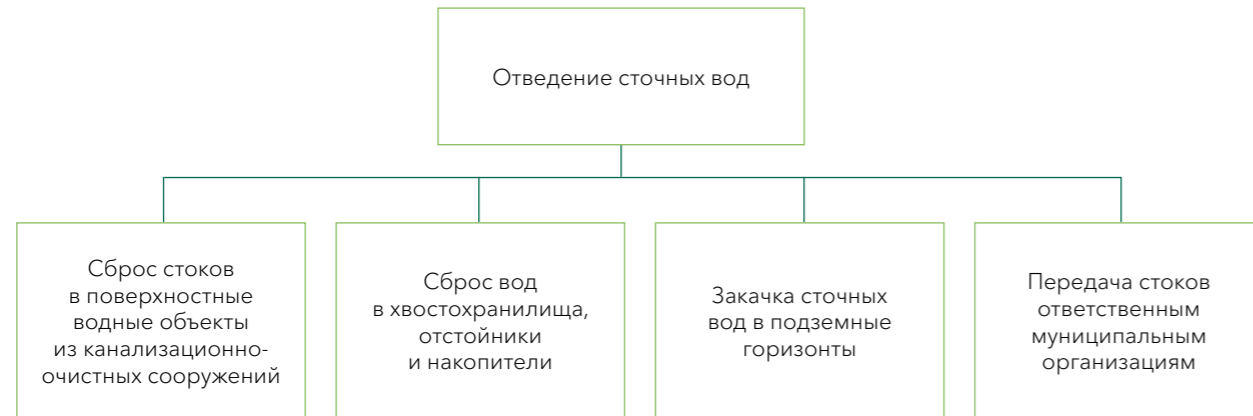 Отведение сточных вод
Сброс стоков
в поверхностные
водные объекты
из канализационно-
очистных сооружений
Сброс вод
в хвостохранилища,
отстойники
и накопители
Закачка сточных
вод в подземные
горизонты
Передача стоков
ответственным
муниципальным
организациям